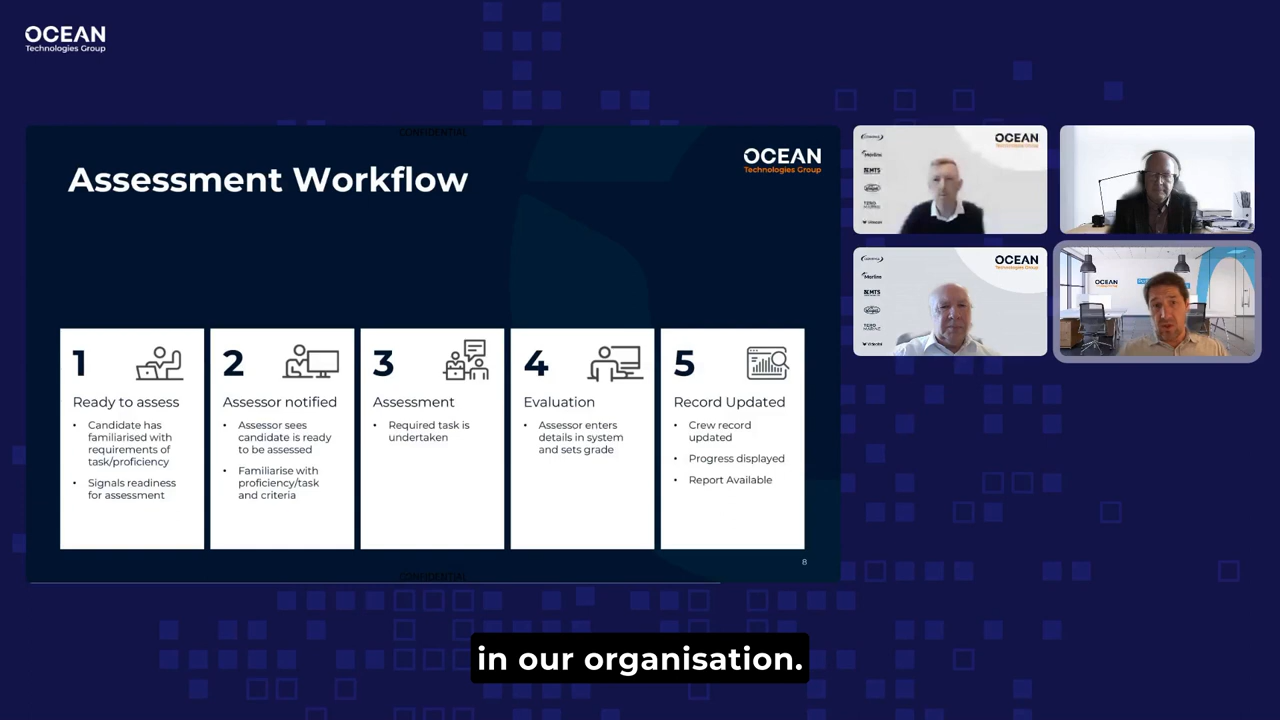 OCEAN
Technologies Group
CONFIDENTIAL
OCEAN
Technologies Group
Assessment Workflow
1
Ready to assess
• Candidate has
familiarised with
requirements of
task/proficiency
• Signals readiness
for assessment
2
Assessor notified
• Assessor sees
candidate is ready
to be assessed
• Familiarise with
proficiency/task
and criteria
3
Assessment
• Required task is
undertaken
4
Evaluation
• Assessor enters
details in system
and sets grade
5
Record Updated
• Crew record
updated
• Progress displayed
• Report Available
8
CONFIDENTIAL
OCEAN
Technologies Group
MTS
OCEAN
Technologies Group
MTS
OCEAN
in our organisation.